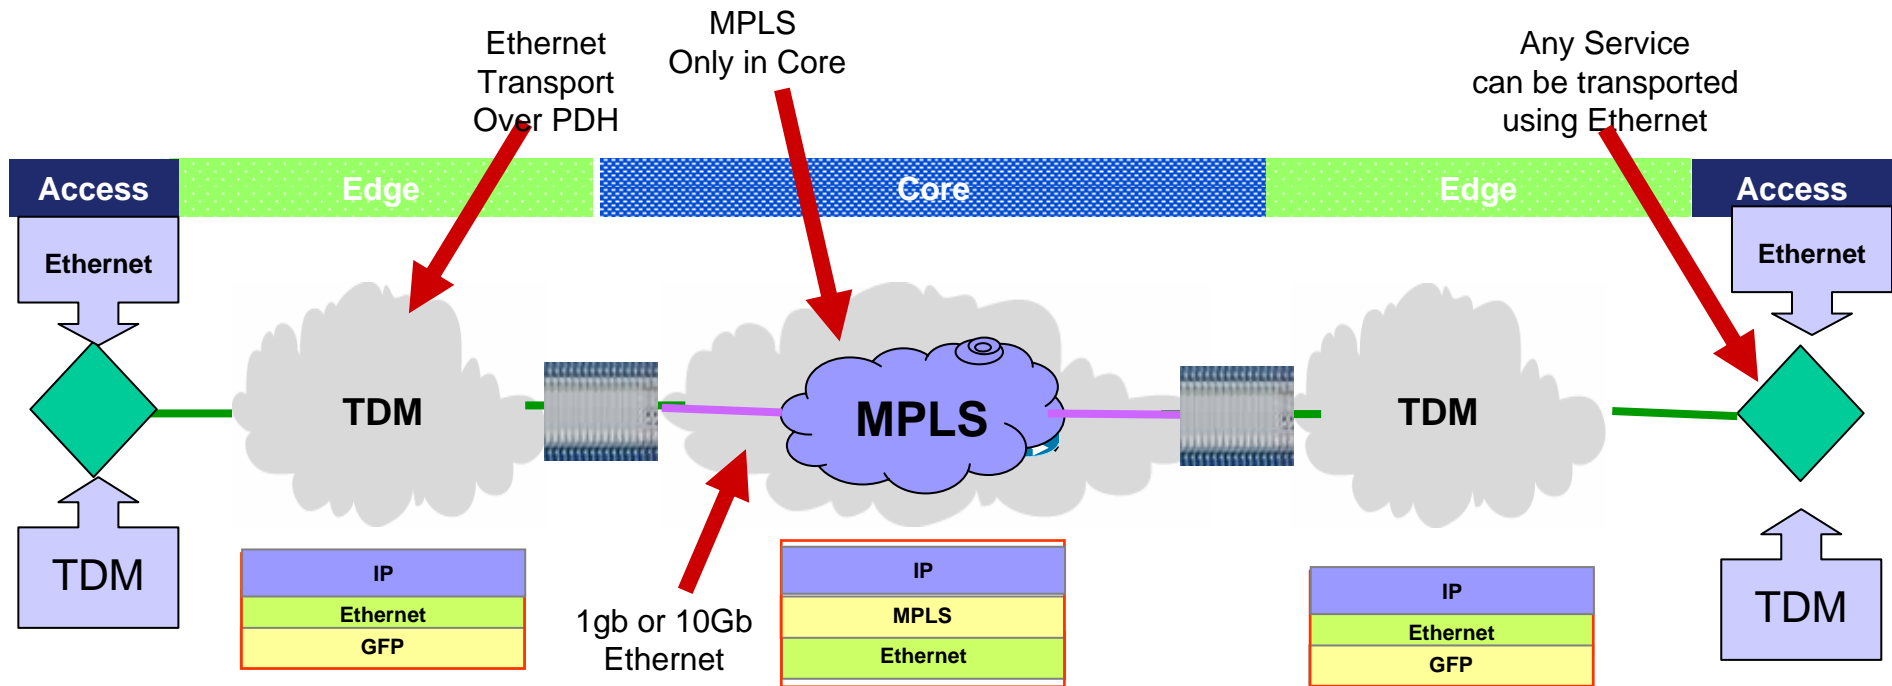 Ethernet
Transport
Over PDH
MPLS
Only in Core
Any Service
can be transported
using Ethernet
Access
Edge
Core
Edge
Access
Ethernet
Ethernet
TDM
MPLS
TDM
TDM
IP
Ethernet
GFP
1gb or 10Gb
Ethernet
IP
MPLS
Ethernet
IP
Ethernet
GFP
TDM